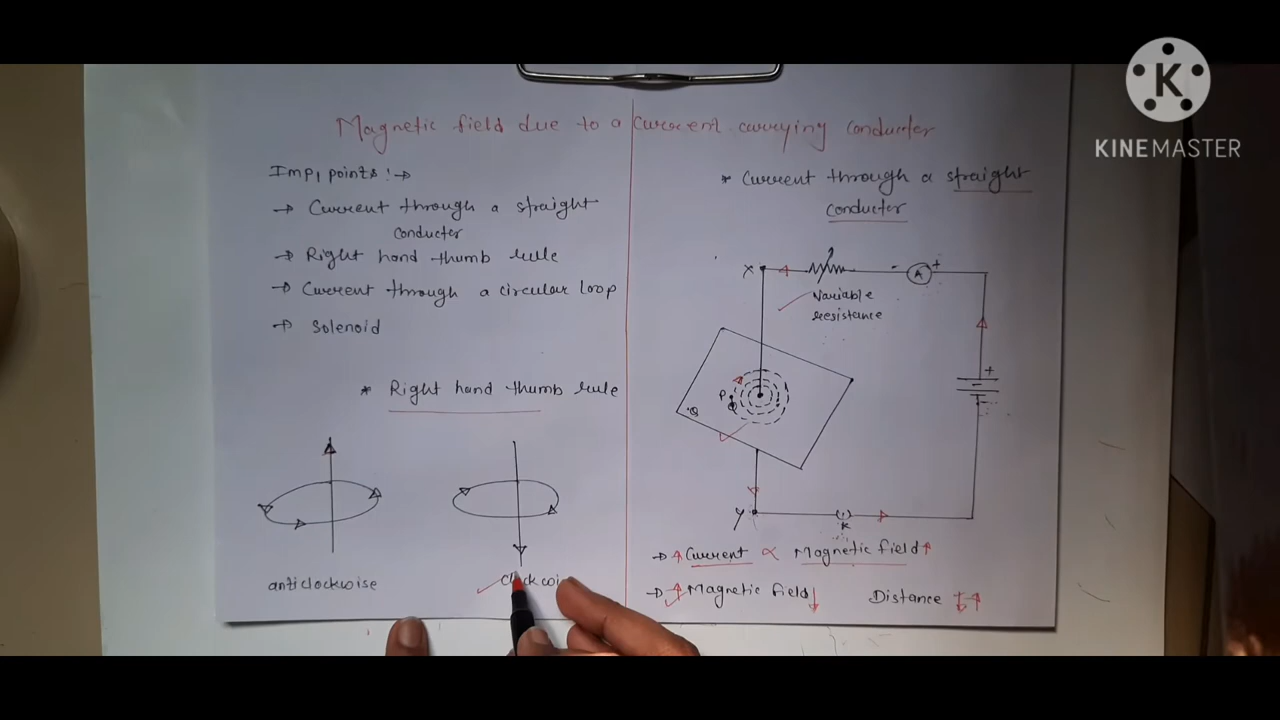 Magnetic field due to a current carrying conductor
Imp, points :→
→ Current through a straight
conductor
→ Right hand thumb rule
→ Current through a circular loop
→ Solenoid
* Right hand thumb rule
anticlockwise
* Current through a straight
conductor
X
A
+
-
Variable
resistance
+
-
P
Q
Q
Y
K
→ ↑ Current ∝ Magnetic field ↑
→ ↑ Magnetic field ↓ Distance ↓ ↑
K
KINEMASTER